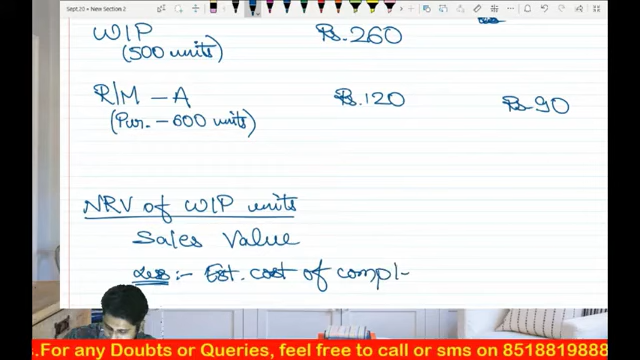 Sept.20 + New Section 2
WIP Rs.260
(500 units)
R/M - A Rs.120 Rs.90
(Pur. - 600 units)
NRV of WIP units
Sales Value
Less :- Est. cost of compl
s.For any Doubts or Queries, feel free to call or sms on 8518819888